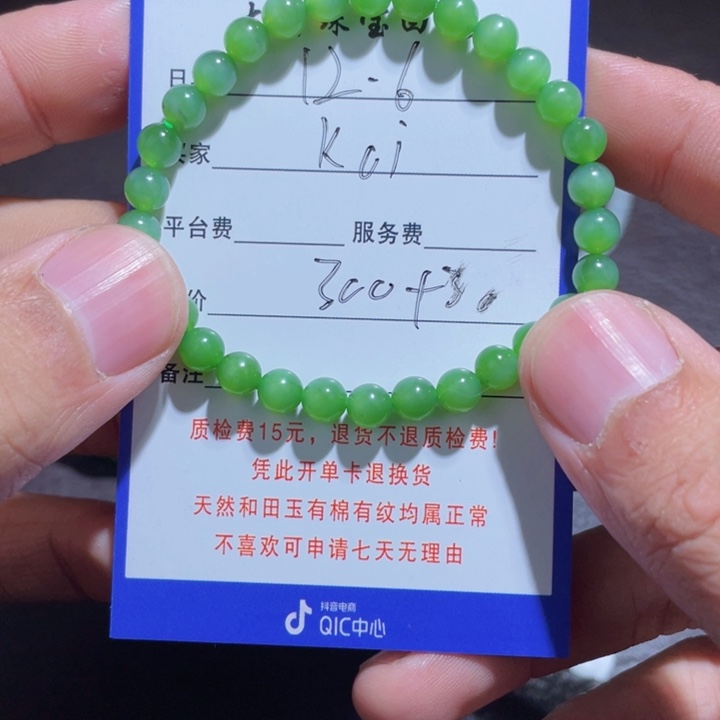 日 12-6
买家 Kai
平台费 服务费
价 300+30
备注
质检费15元，退货不退质检费!
凭此开单卡退换货
天然和田玉有棉有纹均属正常
不喜欢可申请七天无理由
抖音电商
QIC中心